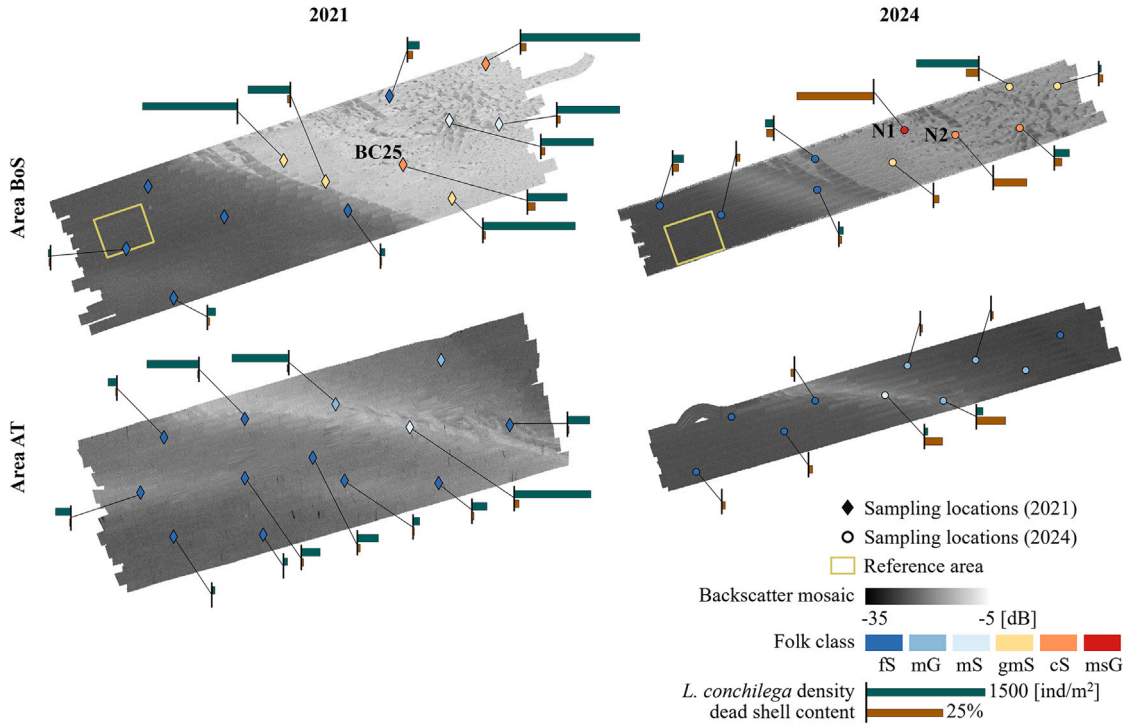 2021
2024
Area BoS
BC25
N1
N2
Area AT
Sampling locations (2021)
Sampling locations (2024)
Reference area
Backscatter mosaic
-35 -5 [dB]
Folk class
fS mG mS gmS cS msG
L. conchilega density 1500 [ind/m²]
dead shell content 25%